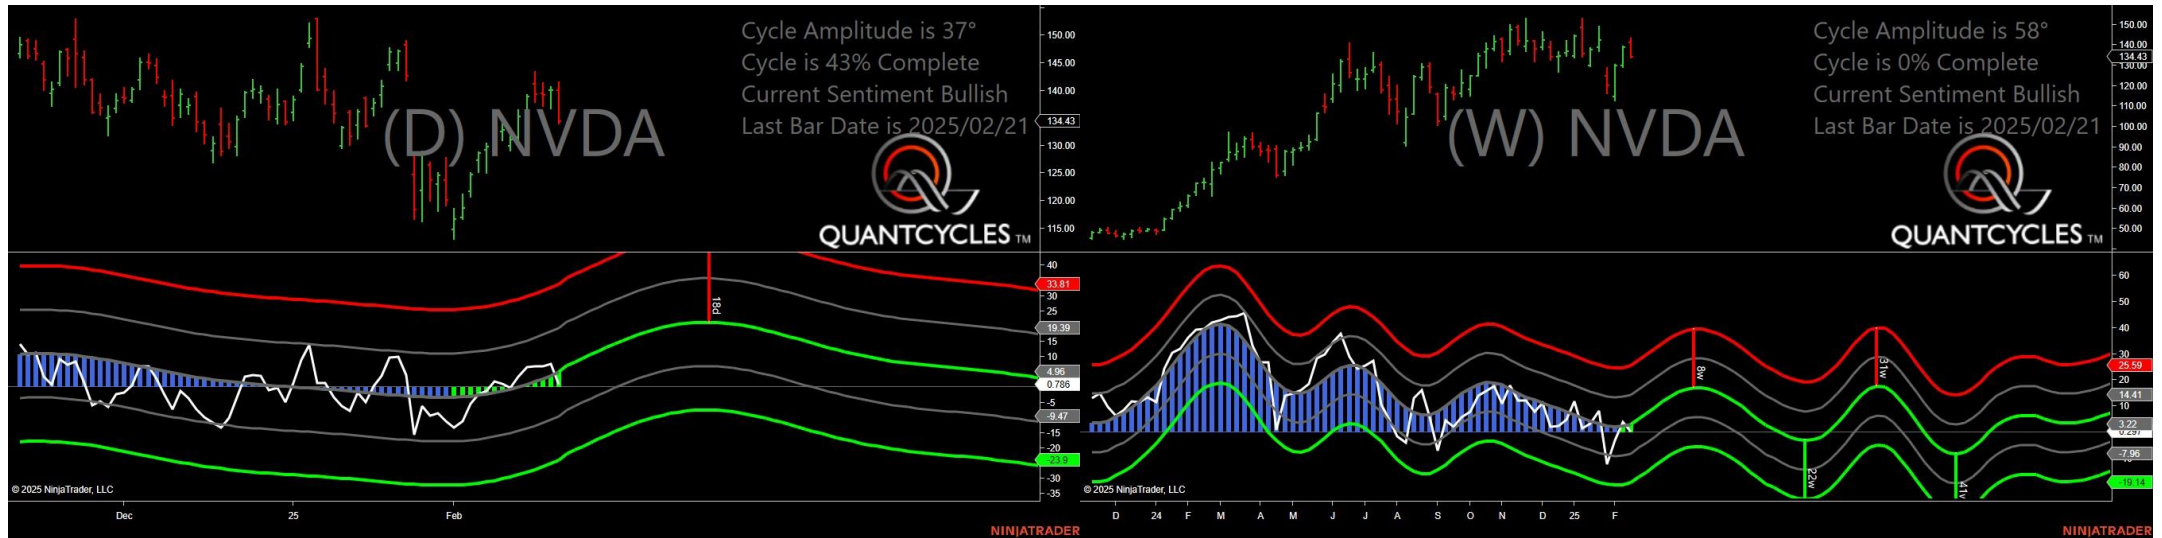 Cycle Amplitude is 37°
Cycle is 43% Complete
Current Sentiment Bullish
Last Bar Date is 2025/02/21
(D) NVDA
QUANTCYCLES TM
150.00
145.00
140.00
134.43
130.00
125.00
120.00
115.00
40
33.81
30
25
19.39
15
10
4.96
0.786
-5
-9.47
-15
-20
-23.9
-30
-35
18d
© 2025 NinjaTrader, LLC
Dec 25 Feb
NINJATRADER
Cycle Amplitude is 58°
Cycle is 0% Complete
Current Sentiment Bullish
Last Bar Date is 2025/02/21
(W) NVDA
QUANTCYCLES TM
150.00
140.00
134.43
130.00
120.00
110.00
100.00
90.00
80.00
70.00
60.00
50.00
60
50
40
30
25.59
20
14.41
10
3.22
0.297
-7.96
-19.14
8w
22w
31w
© 2025 NinjaTrader, LLC
D 24 F M A M J J A S O N D 25 F
NINJATRADER